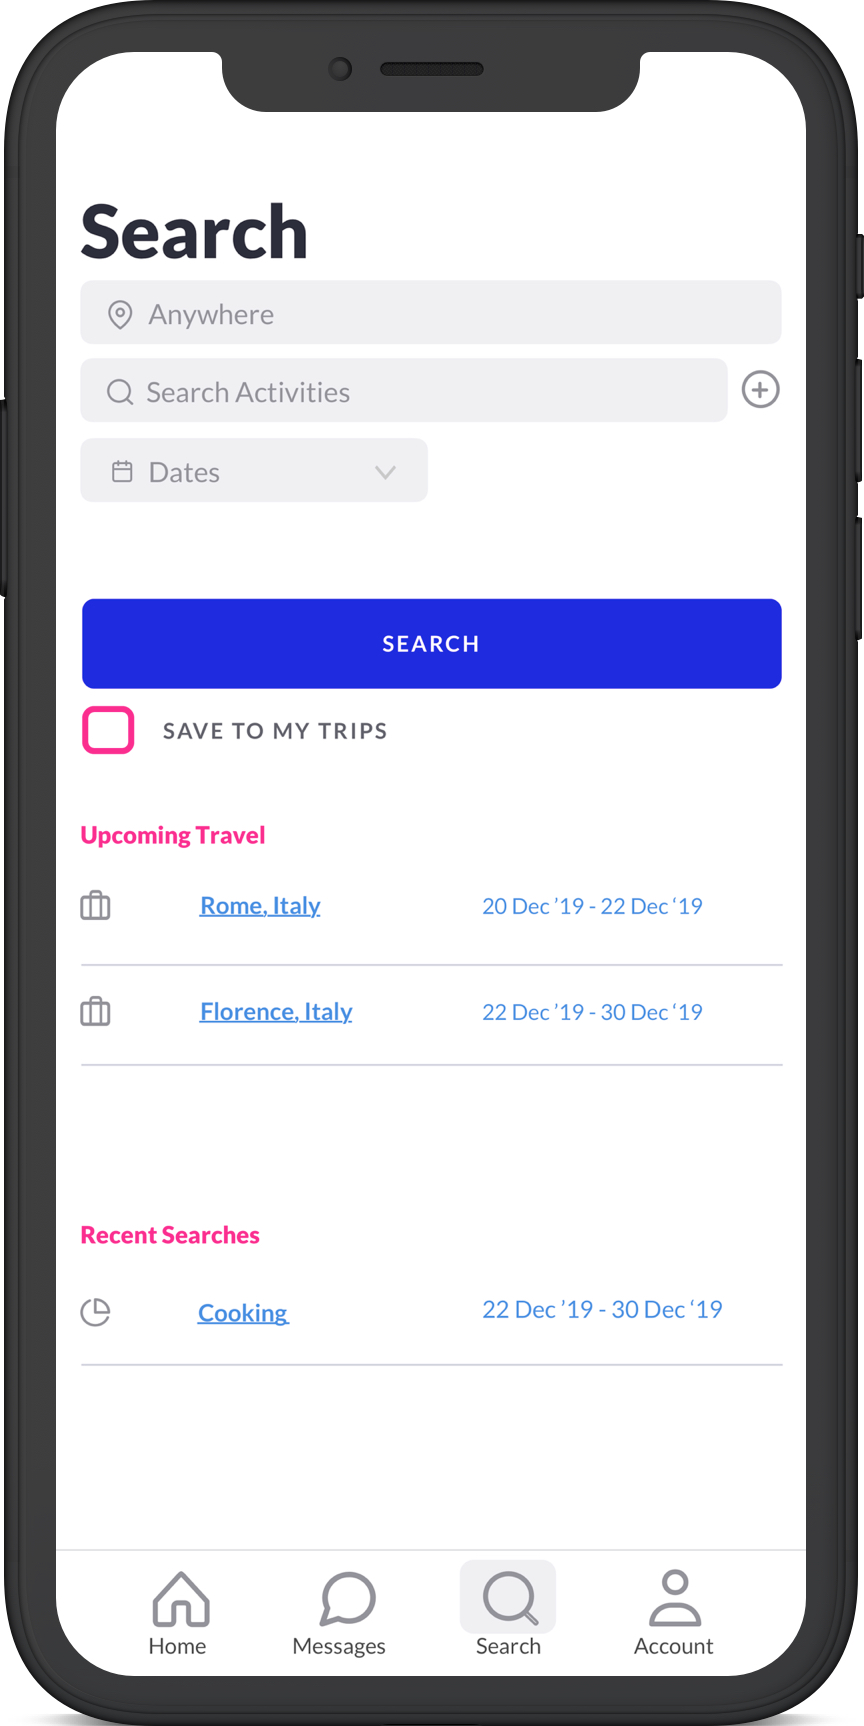 Search
Anywhere
Search Activities
Dates
SEARCH
SAVE TO MY TRIPS
Upcoming Travel
Rome, Italy 20 Dec ’19 - 22 Dec ‘19
Florence, Italy 22 Dec ’19 - 30 Dec ‘19
Recent Searches
Cooking 22 Dec ’19 - 30 Dec ‘19
Home Messages Search Account